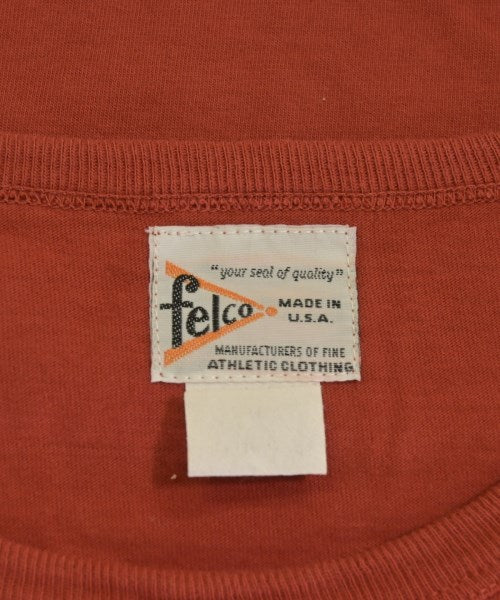 "your seal of quality"
felco
MADE IN
U.S.A.
MANUFACTURERS OF FINE
ATHLETIC CLOTHING